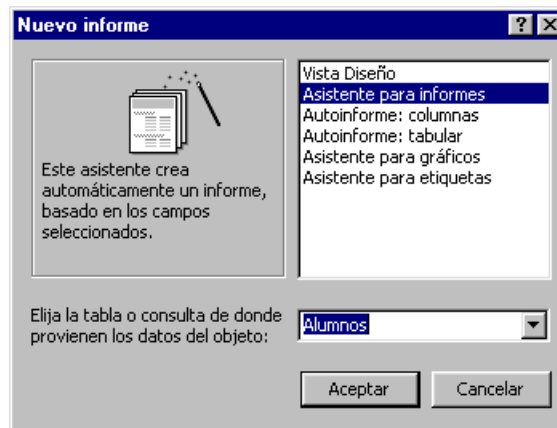 Nuevo informe
Vista Diseño
Asistente para informes
Autoinforme: columnas
Autoinforme: tabular
Asistente para gráficos
Asistente para etiquetas
Este asistente crea
automáticamente un informe,
basado en los campos
seleccionados.
Elija la tabla o consulta de donde
provienen los datos del objeto:
Alumnos
Aceptar
Cancelar